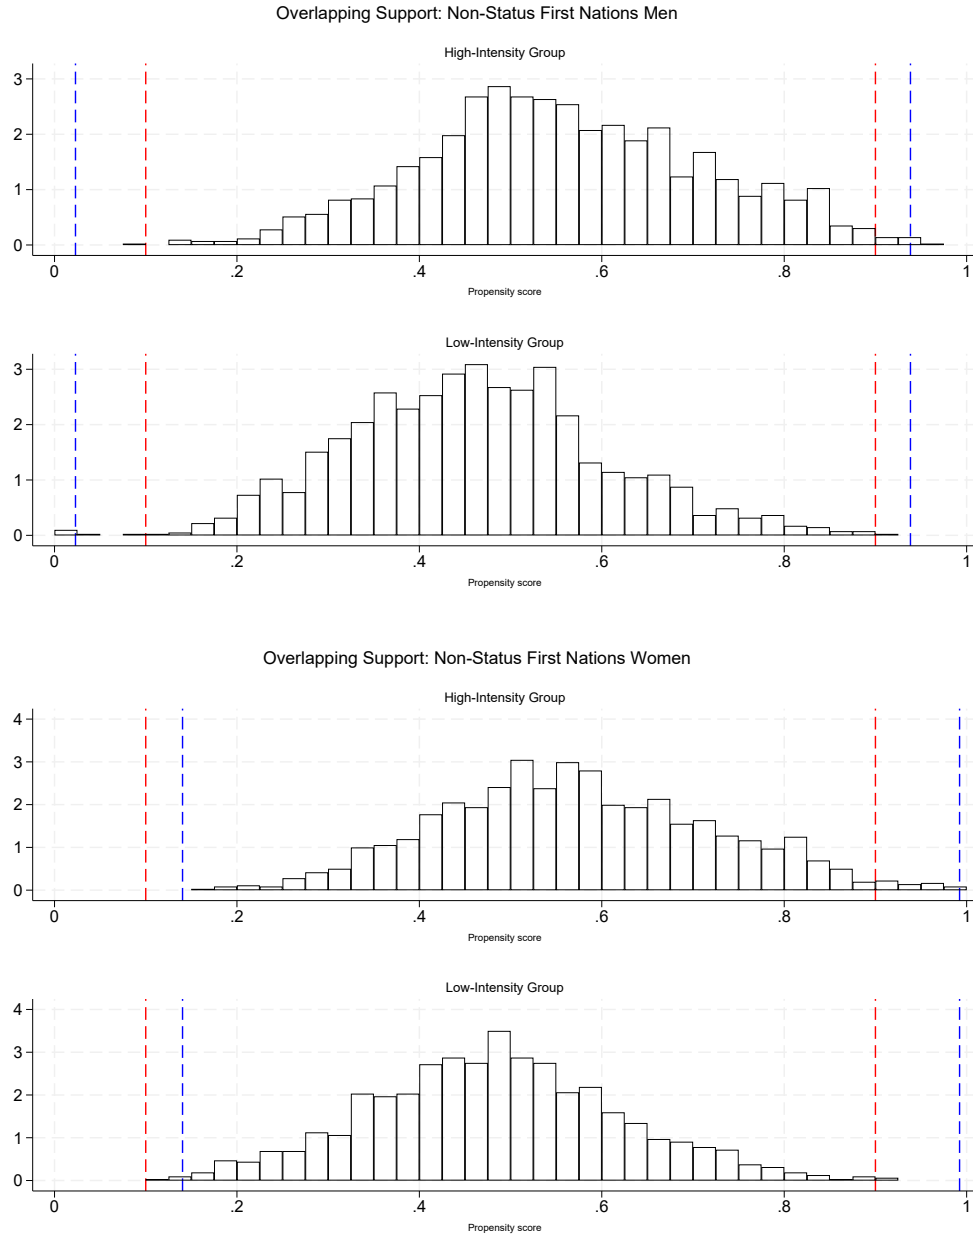 Overlapping Support: Non-Status First Nations Men
High-Intensity Group
3
2
1
0
0 .2 .4 .6 .8 1
Propensity score
Low-Intensity Group
3
2
1
0
0 .2 .4 .6 .8 1
Propensity score
Overlapping Support: Non-Status First Nations Women
High-Intensity Group
4
3
2
1
0
0 .2 .4 .6 .8 1
Propensity score
Low-Intensity Group
4
3
2
1
0
0 .2 .4 .6 .8 1
Propensity score